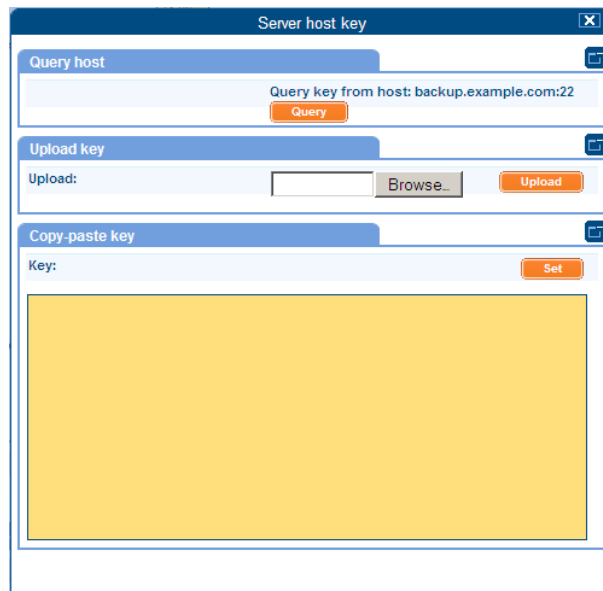 Server host key
Query host
Query key from host: backup.example.com:22
Query
Upload key
Upload:
Browse...
Upload
Copy-paste key
Key:
Set